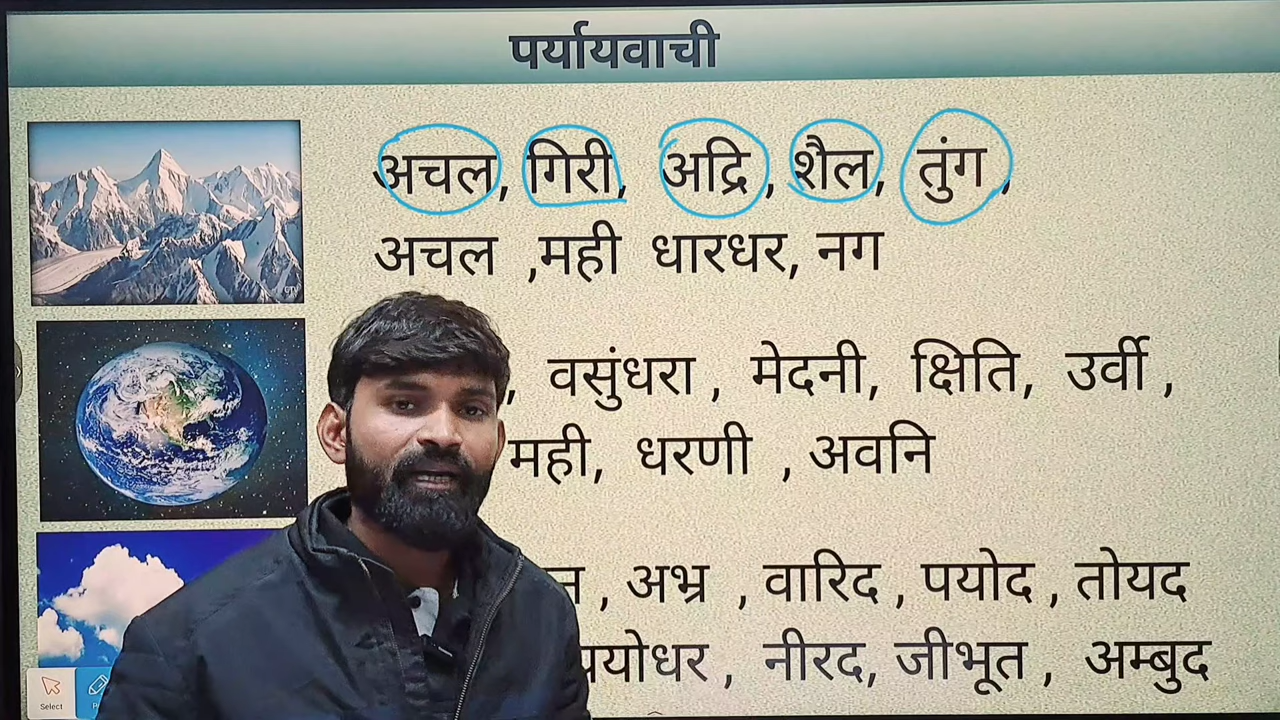 पर्यायवाची
अचल, गिरी, अद्रि, शैल, तुंग,
अचल ,मही धारधर, नग
, वसुंधरा, मेदनी, क्षिति, उर्वी,
मही, धरणी , अवनि
, अभ्र , वारिद , पयोद , तोयद
पयोधर , नीरद, जीभूत , अम्बुद
Select